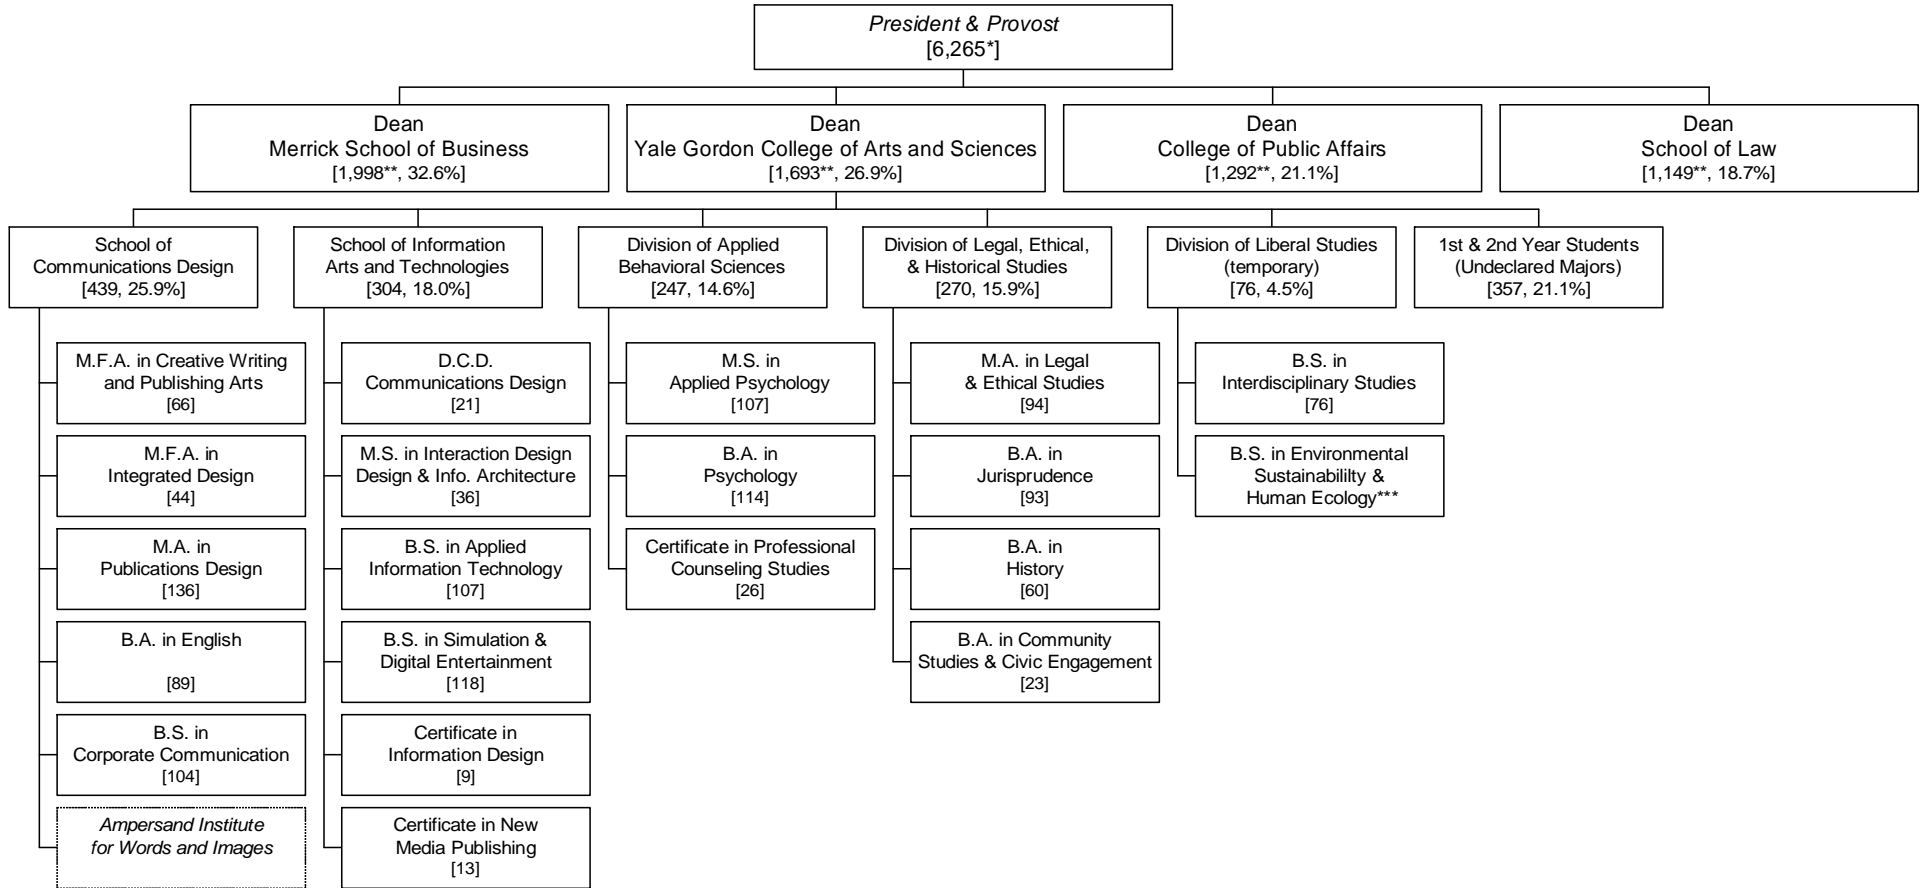 President & Provost
[6,265*]
Dean
Merrick School of Business
[1,998**, 32.6%]
Dean
Yale Gordon College of Arts and Sciences
[1,693**, 26.9%]
Dean
College of Public Affairs
[1,292**, 21.1%]
Dean
School of Law
[1,149**, 18.7%]
School of
Communications Design
[439, 25.9%]
School of Information
Arts and Technologies
[304, 18.0%]
Division of Applied
Behavioral Sciences
[247, 14.6%]
Division of Legal, Ethical,
& Historical Studies
[270, 15.9%]
Division of Liberal Studies
(temporary)
[76, 4.5%]
1st & 2nd Year Students
(Undeclared Majors)
[357, 21.1%]
M.F.A. in Creative Writing
and Publishing Arts
[66]
M.F.A. in
Integrated Design
[44]
M.A. in
Publications Design
[136]
B.A. in English
[89]
B.S. in
Corporate Communication
[104]
Ampersand Institute
for Words and Images
D.C.D.
Communications Design
[21]
M.S. in Interaction Design
Design & Info. Architecture
[36]
B.S. in Applied
Information Technology
[107]
B.S. in Simulation &
Digital Entertainment
[118]
Certificate in
Information Design
[9]
Certificate in New
Media Publishing
[13]
M.S. in
Applied Psychology
[107]
B.A. in
Psychology
[114]
Certificate in Professional
Counseling Studies
[26]
M.A. in Legal
& Ethical Studies
[94]
B.A. in
Jurisprudence
[93]
B.A. in
History
[60]
B.A. in Community
Studies & Civic Engagement
[23]
B.S. in
Interdisciplinary Studies
[76]
B.S. in Environmental
Sustainabililty &
Human Ecology***